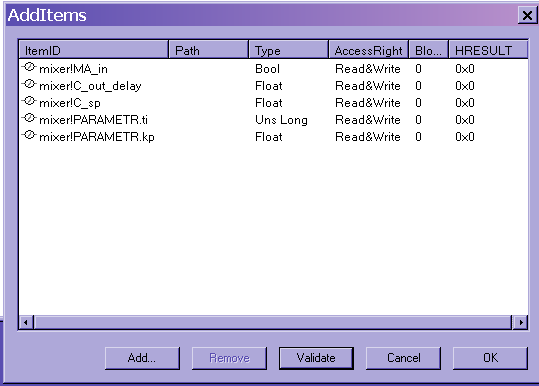 AddItems
ItemID Path Type AccessRight Blo... HRESULT
mixer!MA_in Bool Read&Write 0 0x0
mixer!C_out_delay Float Read&Write 0 0x0
mixer!C_sp Float Read&Write 0 0x0
mixer!PARAMETR.ti Uns Long Read&Write 0 0x0
mixer!PARAMETR.kp Float Read&Write 0 0x0
Add... Remove Validate Cancel OK